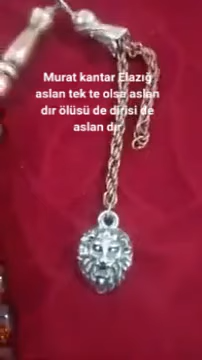 Murat kantar Elazığ
aslan tek te olsa aslan
dır ölüsü de dirisi de
aslan dır